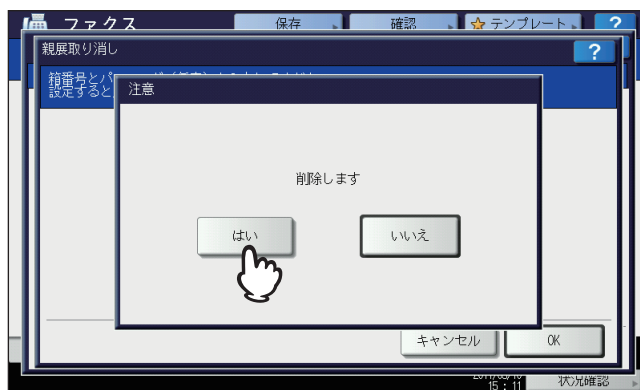 ファクス
保存
確認
テンプレート
?
親展取り消し
?
箱番号とパ
設定すると
注意
削除します
はい
いいえ
キャンセル
OK
15：11
状況確認